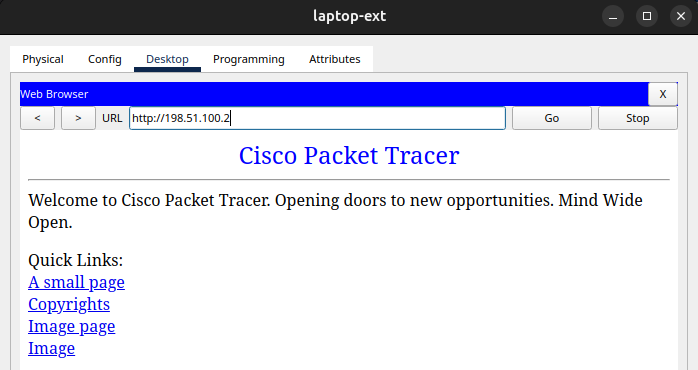 laptop-ext
Physical Config Desktop Programming Attributes
Web Browser X
< > URL http://198.51.100.2 Go Stop
Cisco Packet Tracer
Welcome to Cisco Packet Tracer. Opening doors to new opportunities. Mind Wide
Open.
Quick Links:
A small page
Copyrights
Image page
Image